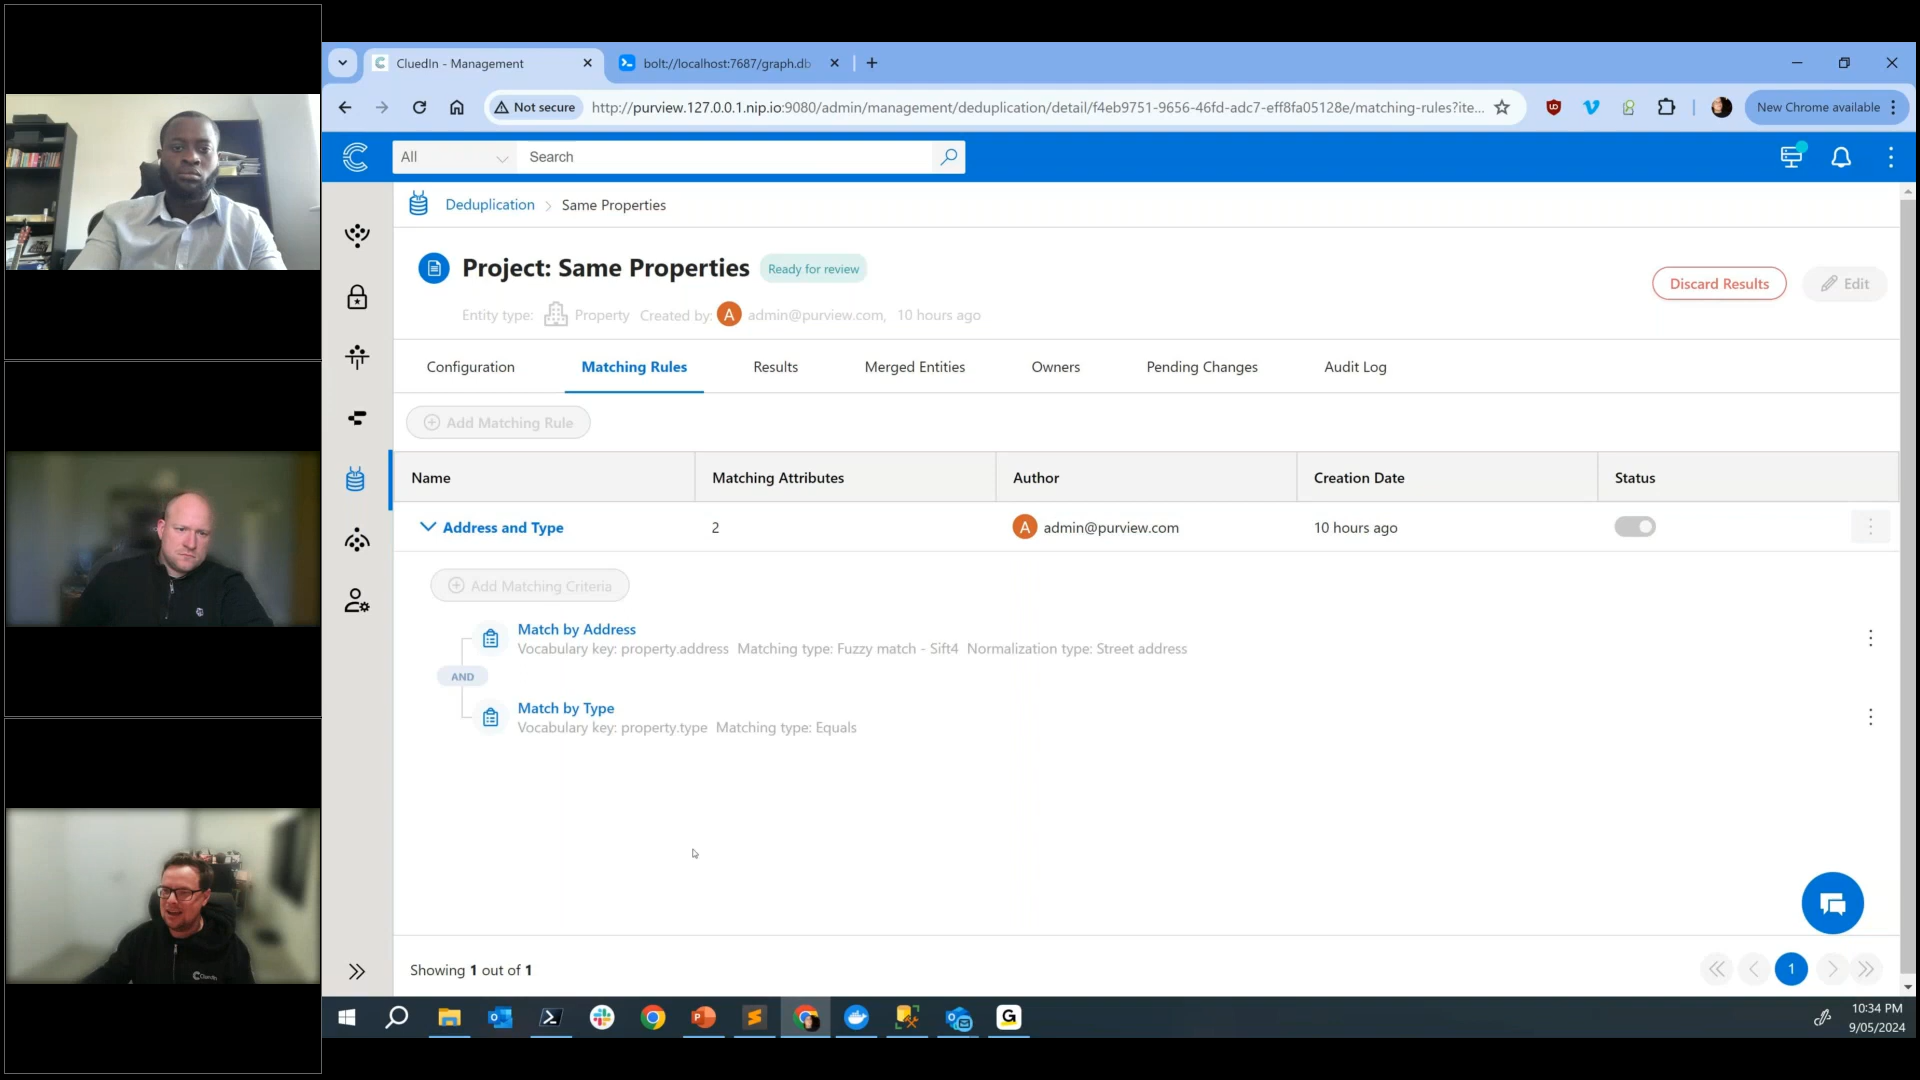 CluedIn - Management
bolt://localhost:7687/graph.db
Not secure
http://purview.127.0.0.1.nip.io:9080/admin/management/deduplication/detail/f4eb9751-9656-46fd-adc7-eff8fa05128e/matching-rules?ite...
New Chrome available
All
Search
Deduplication > Same Properties
Project: Same Properties
Ready for review
Discard Results
Edit
Entity type: Property Created by: A admin@purview.com, 10 hours ago
Configuration
Matching Rules
Results
Merged Entities
Owners
Pending Changes
Audit Log
Add Matching Rule
Name
Matching Attributes
Author
Creation Date
Status
Address and Type
2
A admin@purview.com
10 hours ago
Add Matching Criteria
Match by Address
Vocabulary key: property.address Matching type: Fuzzy match - Sift4 Normalization type: Street address
AND
Match by Type
Vocabulary key: property.type Matching type: Equals
Showing 1 out of 1
1
10:34 PM
9/05/2024
CluedIn